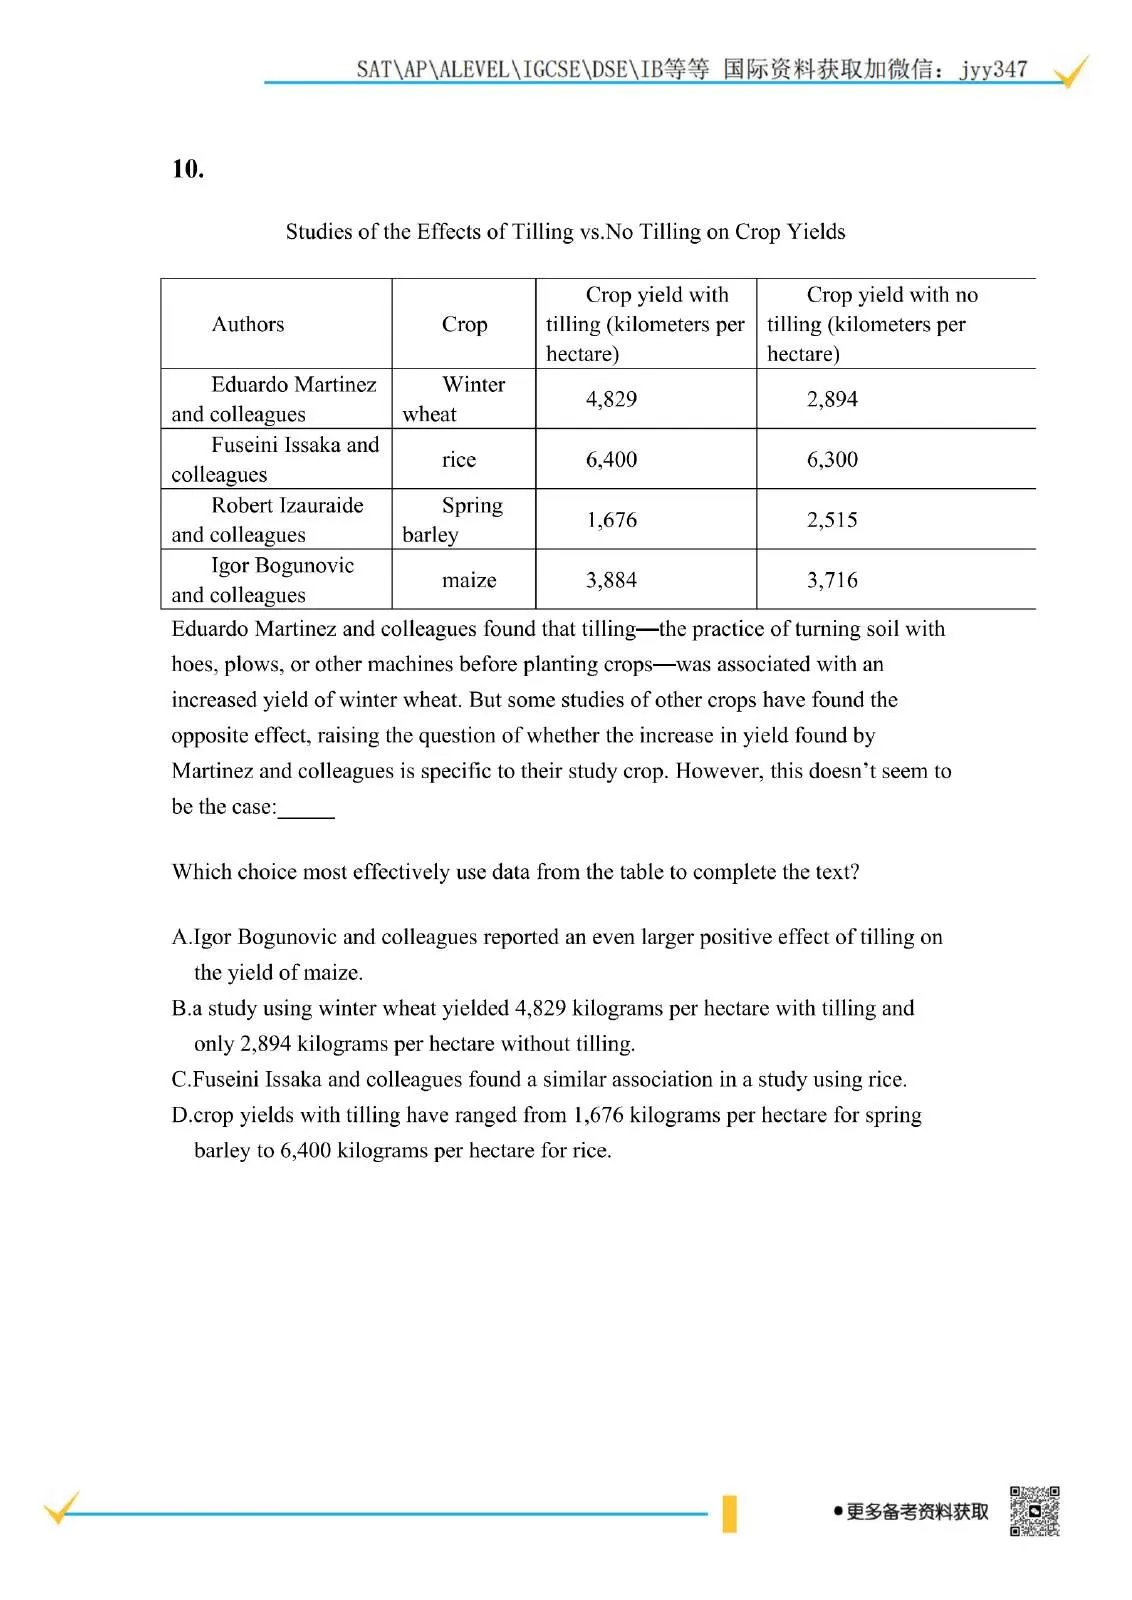 SAT\AP\ALEVEL\IGCSE\DSE\IB等等 国际资料获取加微信：jyy347
10.
Studies of the Effects of Tilling vs.No Tilling on Crop Yields
Authors
Crop
Crop yield with
tilling (kilometers per
hectare)
Crop yield with no
tilling (kilometers per
hectare)
Eduardo Martinez
and colleagues
Winter
wheat
4,829
2,894
Fuseini Issaka and
colleagues
rice
6,400
6,300
Robert Izauraide
and colleagues
Spring
barley
1,676
2,515
Igor Bogunovic
and colleagues
maize
3,884
3,716
Eduardo Martinez and colleagues found that tilling—the practice of turning soil with
hoes, plows, or other machines before planting crops—was associated with an
increased yield of winter wheat. But some studies of other crops have found the
opposite effect, raising the question of whether the increase in yield found by
Martinez and colleagues is specific to their study crop. However, this doesn't seem to
be the case:_____
Which choice most effectively use data from the table to complete the text?
A.Igor Bogunovic and colleagues reported an even larger positive effect of tilling on
the yield of maize.
B.a study using winter wheat yielded 4,829 kilograms per hectare with tilling and
only 2,894 kilograms per hectare without tilling.
C.Fuseini Issaka and colleagues found a similar association in a study using rice.
D.crop yields with tilling have ranged from 1,676 kilograms per hectare for spring
barley to 6,400 kilograms per hectare for rice.
•更多备考资料获取